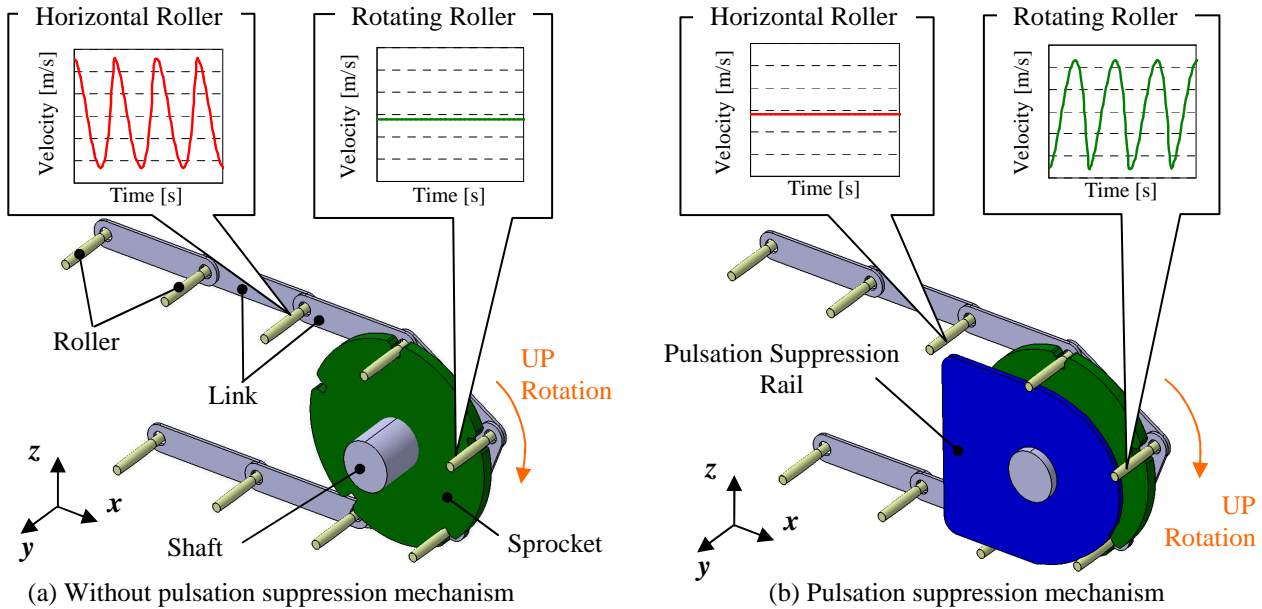 Horizontal Roller
Rotating Roller
Velocity [m/s]
Time [s]
Velocity [m/s]
Time [s]
Roller
Link
UP
Rotation
z
x
y
Shaft
Sprocket
(a) Without pulsation suppression mechanism
Horizontal Roller
Rotating Roller
Velocity [m/s]
Time [s]
Velocity [m/s]
Time [s]
Pulsation Suppression
Rail
z
x
y
UP
Rotation
(b) Pulsation suppression mechanism